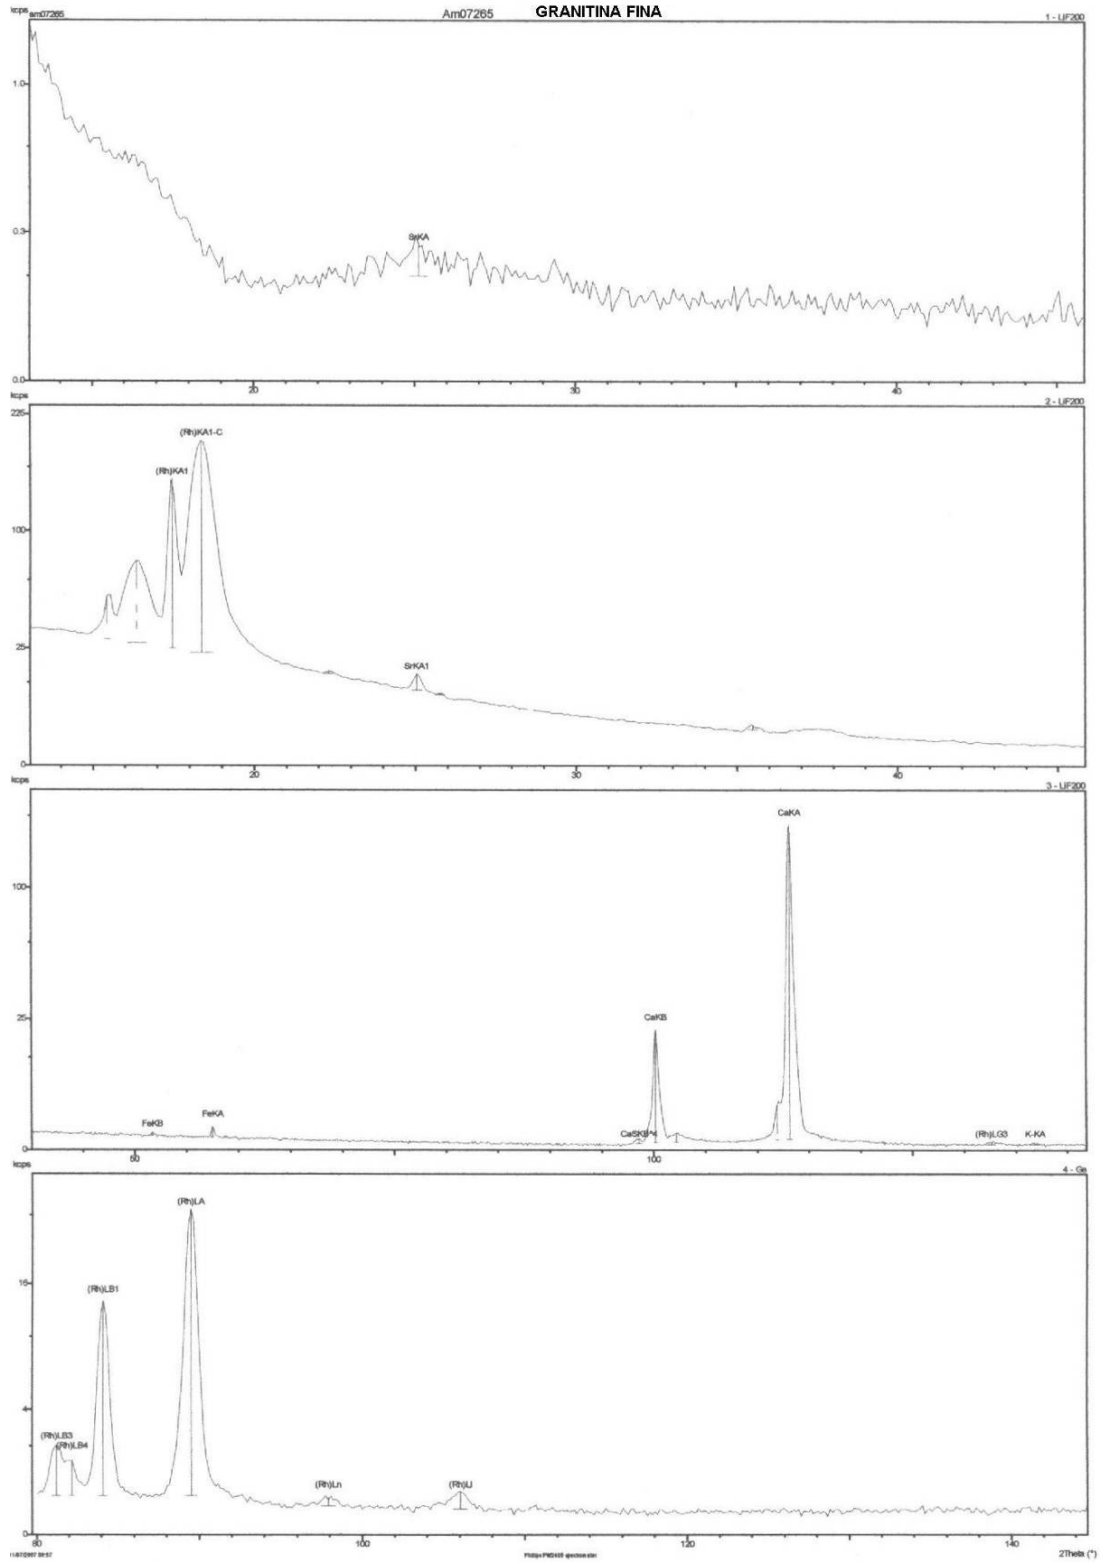 kcps am07265 Am07265 GRANITINA FINA 1 - LiF200
1.0
0.3
SrKA
0.0
20 30 40
kcps 2 - LiF200
225
(Rh)KA1-C
(Rh)KA1
100
25
SrKA1
0
20 30 40
kcps 3 - LiF200
CaKA
100
25
CaKB
FeKA
FeKB
(Rh)LG3 K-KA
0
100
kcps 4 - Ge
(Rh)LA
16
(Rh)LB1
4
(Rh)LB3
(Rh)LB4
(Rh)Ln (Rh)Ll
0
80 100 120 140
2Theta (°)